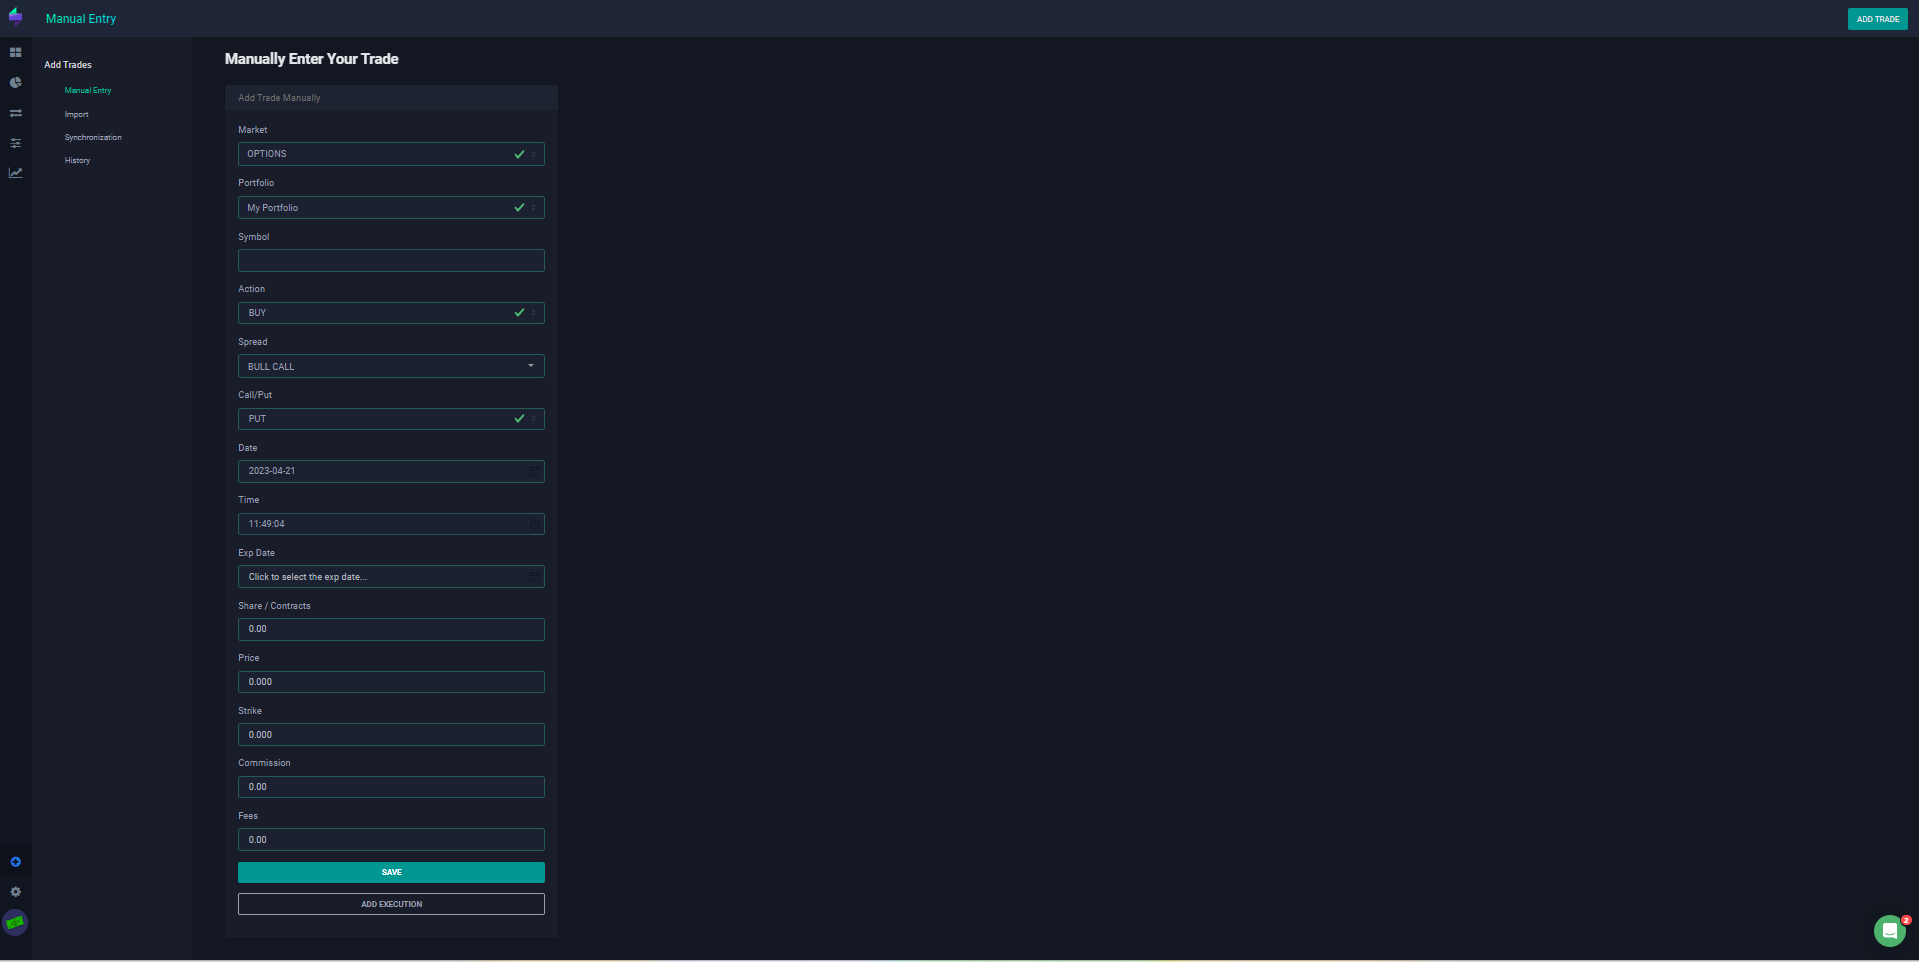 Manual Entry
ADD TRADE
Add Trades
Manual Entry
Import
Synchronization
History
Manually Enter Your Trade
Add Trade Manually
Market
OPTIONS
Portfolio
My Portfolio
Symbol
Action
BUY
Spread
BULL CALL
Call/Put
PUT
Date
2023-04-21
Time
11:49:04
Exp Date
Click to select the exp date...
Share / Contracts
0.00
Price
0.000
Strike
0.000
Commission
0.00
Fees
0.00
SAVE
ADD EXECUTION
2